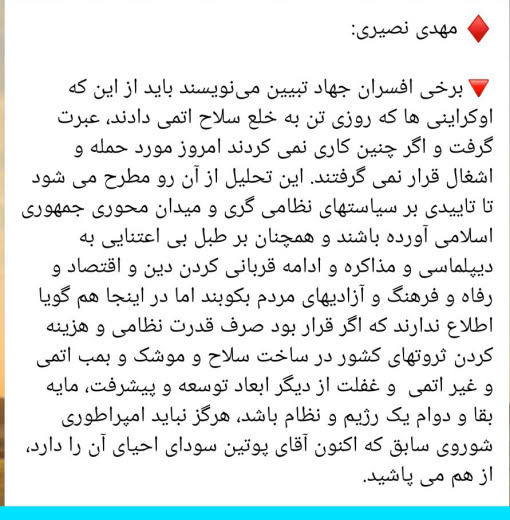 ♦️ مهدی نصیری:
🔻برخی افسران جهاد تبیین می‌نویسند باید از این که
اوکراینی ها که روزی تن به خلع سلاح اتمی دادند، عبرت
گرفت و اگر چنین کاری نمی کردند امروز مورد حمله و
اشغال قرار نمی گرفتند. این تحلیل از آن رو مطرح می شود
تا تاییدی بر سیاستهای نظامی گری و میدان محوری جمهوری
اسلامی آورده باشند و همچنان بر طبل بی اعتنایی به
دیپلماسی و مذاکره و ادامه قربانی کردن دین و اقتصاد و
رفاه و فرهنگ و آزادیهای مردم بکوبند اما در اینجا هم گویا
اطلاع ندارند که اگر قرار بود صرف قدرت نظامی و هزینه
کردن ثروتهای کشور در ساخت سلاح و موشک و بمب اتمی
و غیر اتمی و غفلت از دیگر ابعاد توسعه و پیشرفت، مایه
بقا و دوام یک رژیم و نظام باشد، هرگز نباید امپراطوری
شوروی سابق که اکنون آقای پوتین سودای احیای آن را دارد،
از هم می پاشید.